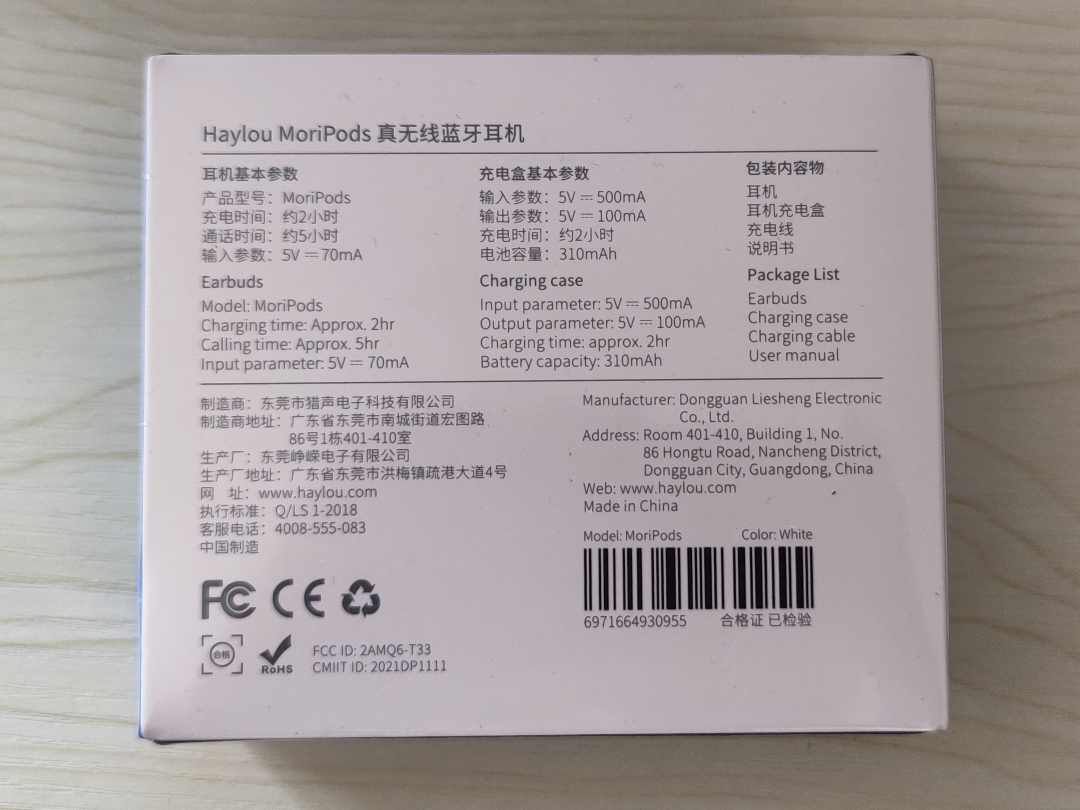 Haylou MoriPods 真无线蓝牙耳机
耳机基本参数
产品型号：MoriPods
充电时间：约2小时
通话时间：约5小时
输入参数：5V ⎓ 70mA
Earbuds
Model: MoriPods
Charging time: Approx. 2hr
Calling time: Approx. 5hr
Input parameter: 5V ⎓ 70mA
充电盒基本参数
输入参数：5V ⎓ 500mA
输出参数：5V ⎓ 100mA
充电时间：约2小时
电池容量：310mAh
Charging case
Input parameter: 5V ⎓ 500mA
Output parameter: 5V ⎓ 100mA
Charging time: approx. 2hr
Battery capacity: 310mAh
包装内容物
耳机
耳机充电盒
充电线
说明书
Package List
Earbuds
Charging case
Charging cable
User manual
制造商：东莞市猎声电子科技有限公司
制造商地址：广东省东莞市南城街道宏图路
86号1栋401-410室
生产厂：东莞峥嵘电子有限公司
生产厂地址：广东省东莞市洪梅镇疏港大道4号
网 址：www.haylou.com
执行标准：Q/LS 1-2018
客服电话：4008-555-083
中国制造
FC CE
合格
RoHS
FCC ID: 2AMQ6-T33
CMIIT ID: 2021DP1111
Manufacturer: Dongguan Liesheng Electronic
Co., Ltd.
Address: Room 401-410, Building 1, No.
86 Hongtu Road, Nancheng District,
Dongguan City, Guangdong, China
Web: www.haylou.com
Made in China
Model: MoriPods Color: White
6971664930955 合格证 已检验